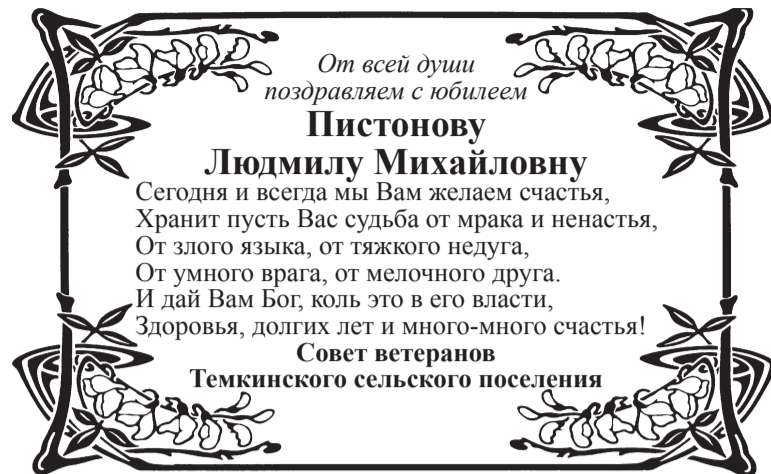 От всей души
поздравляем с юбилеем
Пистонову
Людмилу Михайловну
Сегодня и всегда мы Вам желаем счастья,
Хранит пусть Вас судьба от мрака и ненастья,
От злого языка, от тяжкого недуга,
От умного врага, от мелочного друга.
И дай Вам Бог, коль это в его власти,
Здоровья, долгих лет и много-много счастья!
Совет ветеранов
Темкинского сельского поселения